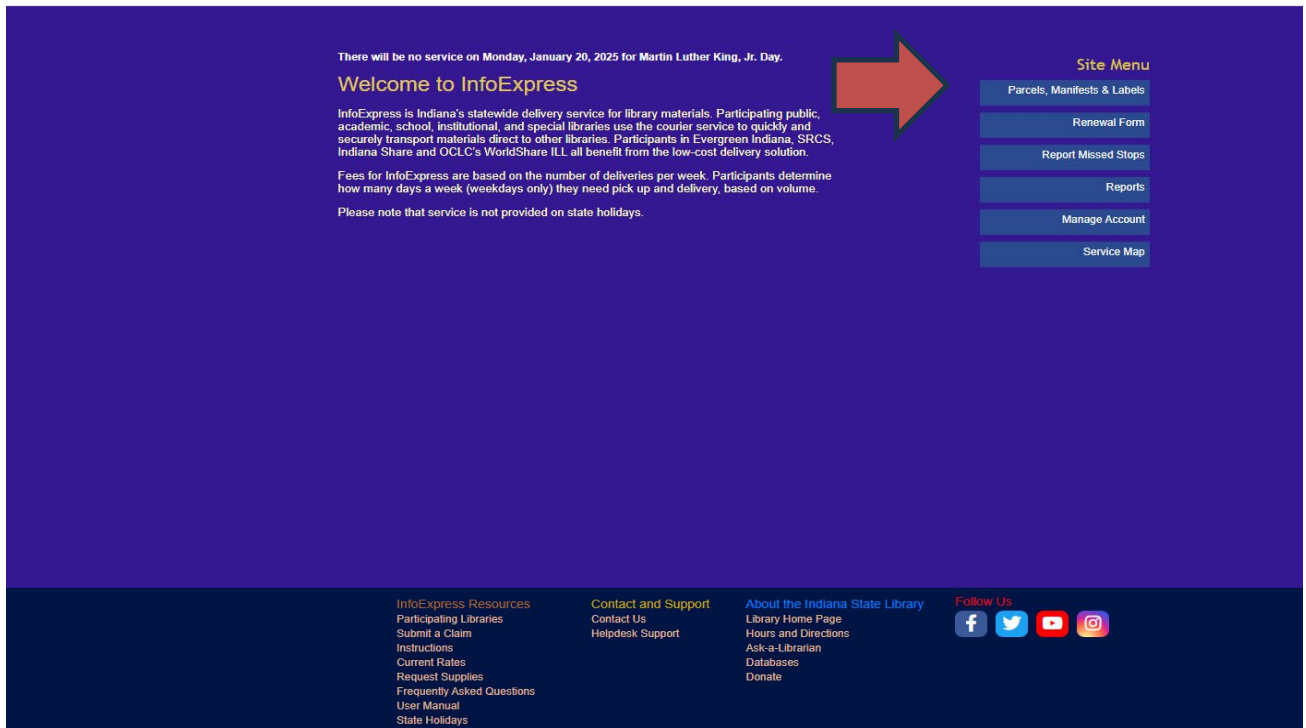 There will be no service on Monday, January 20, 2025 for Martin Luther King, Jr. Day.
Welcome to InfoExpress
InfoExpress is Indiana's statewide delivery service for library materials. Participating public,
academic, school, institutional, and special libraries use the courier service to quickly and
securely transport materials direct to other libraries. Participants in Evergreen Indiana, SRCS,
Indiana Share and OCLC's WorldShare ILL all benefit from the low-cost delivery solution.
Fees for InfoExpress are based on the number of deliveries per week. Participants determine
how many days a week (weekdays only) they need pick up and delivery, based on volume.
Please note that service is not provided on state holidays.
Site Menu
Parcels, Manifests & Labels
Renewal Form
Report Missed Stops
Reports
Manage Account
Service Map
InfoExpress Resources
Participating Libraries
Submit a Claim
Instructions
Current Rates
Request Supplies
Frequently Asked Questions
User Manual
State Holidays
Contact and Support
Contact Us
Helpdesk Support
About the Indiana State Library
Library Home Page
Hours and Directions
Ask-a-Librarian
Databases
Donate
Follow Us